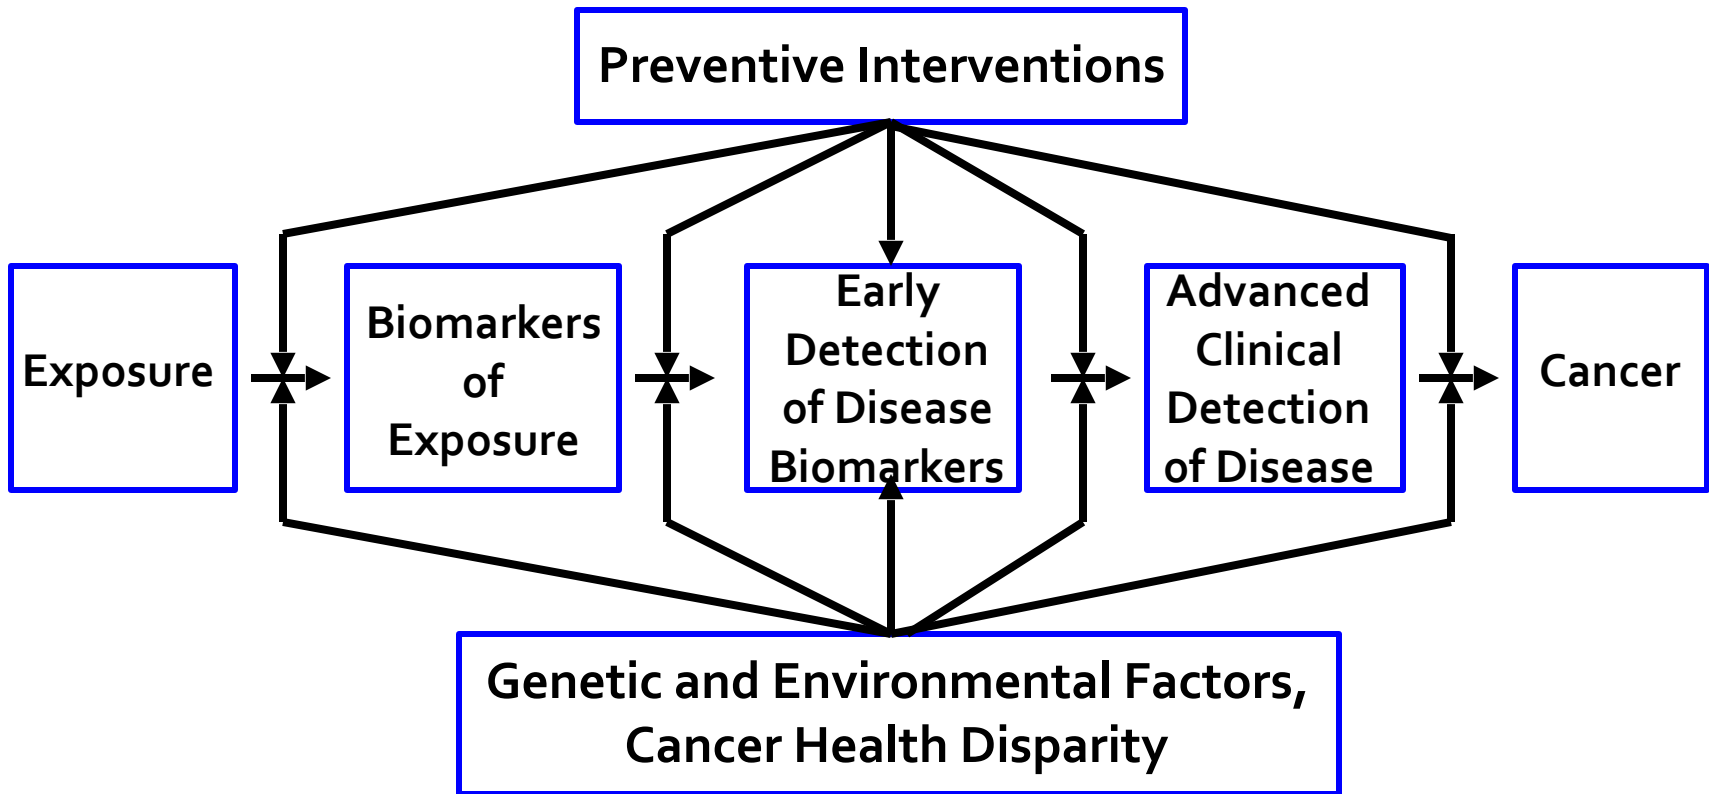 Preventive Interventions
Exposure
Biomarkers
of
Exposure
Early
Detection
of Disease
Biomarkers
Advanced
Clinical
Detection
of Disease
Cancer
Genetic and Environmental Factors,
Cancer Health Disparity